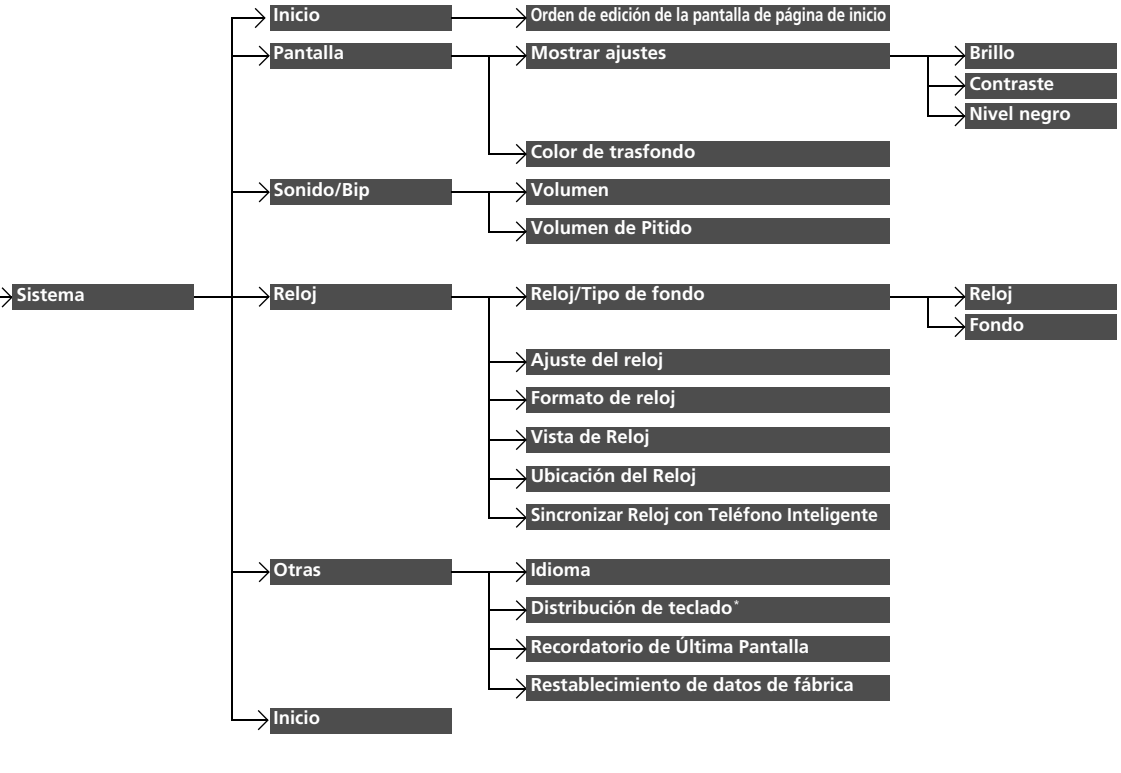 Inicio
Orden de edición de la pantalla de página de inicio
Pantalla
Mostrar ajustes
Brillo
Contraste
Nivel negro
Color de trasfondo
Sonido/Bip
Volumen
Volumen de Pitido
Sistema
Reloj
Reloj/Tipo de fondo
Reloj
Fondo
Ajuste del reloj
Formato de reloj
Vista de Reloj
Ubicación del Reloj
Sincronizar Reloj con Teléfono Inteligente
Otras
Idioma
Distribución de teclado*
Recordatorio de Última Pantalla
Restablecimiento de datos de fábrica
Inicio